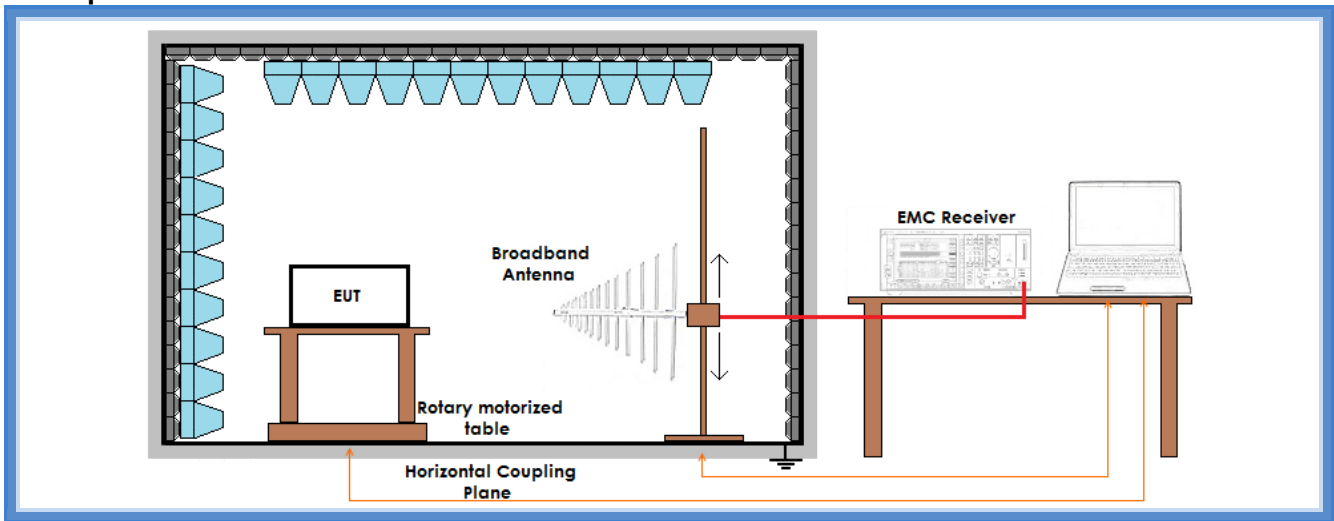 EMC Receiver
Broadband
Antenna
EUT
Rotary motorized
table
Horizontal Coupling
Plane